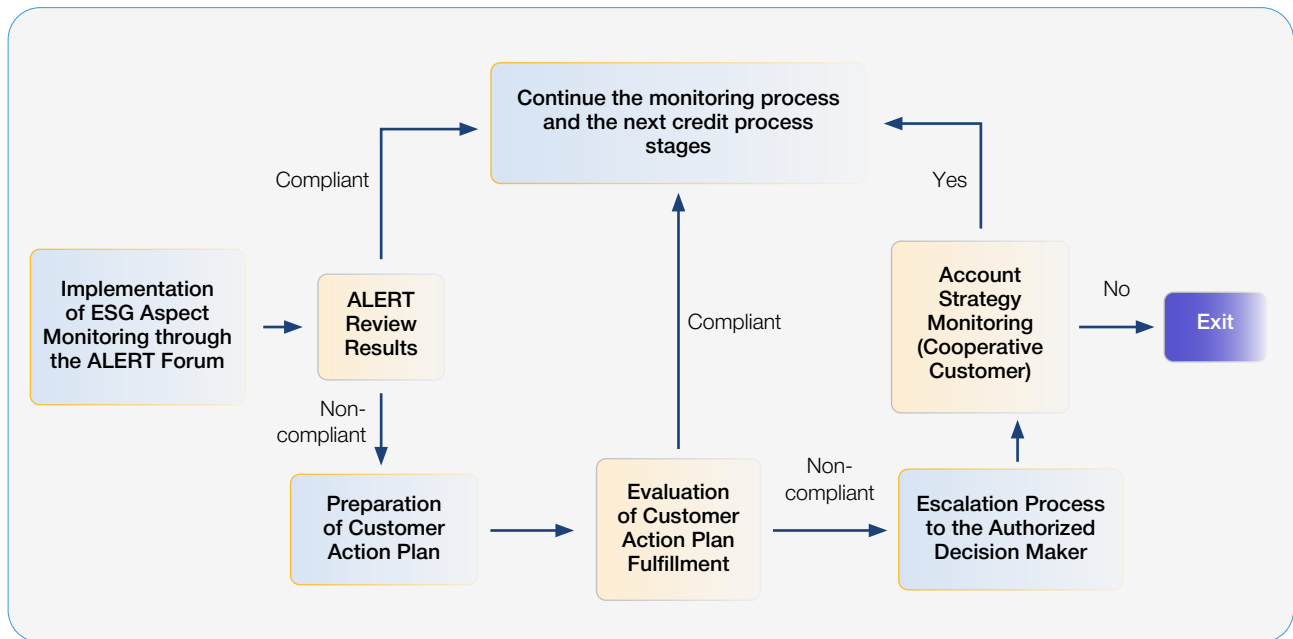 Continue the monitoring process
and the next credit process
stages
Compliant
Yes
Implementation
of ESG Aspect
Monitoring through
the ALERT Forum
ALERT
Review
Results
Compliant
Account
Strategy
Monitoring
(Cooperative
Customer)
No
Exit
Non-
compliant
Preparation
of Customer
Action Plan
Evaluation
of Customer
Action Plan
Fulfillment
Non-
compliant
Escalation Process
to the Authorized
Decision Maker